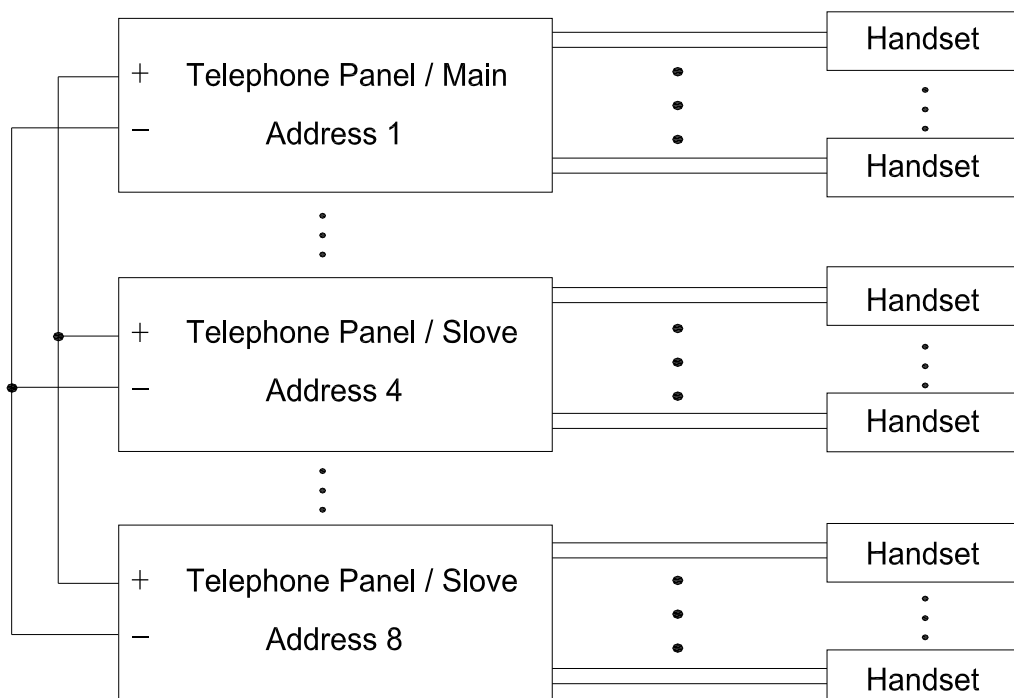 Telephone Panel / Main
Address 1
+
−
Handset
Handset
Telephone Panel / Slove
Address 4
+
−
Handset
Handset
Telephone Panel / Slove
Address 8
+
−
Handset
Handset